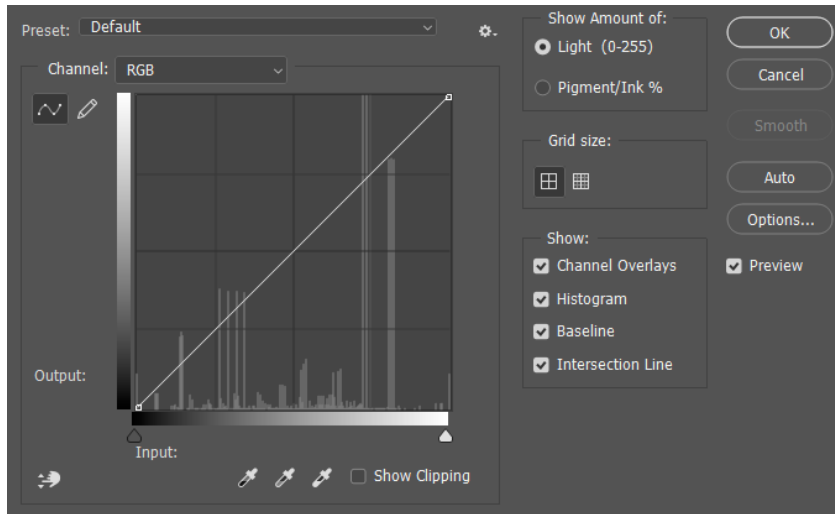 Preset: Default
Channel: RGB
Output:
Input:
Show Clipping
Show Amount of:
Light (0-255)
Pigment/Ink %
Grid size:
Show:
Channel Overlays
Histogram
Baseline
Intersection Line
OK
Cancel
Smooth
Auto
Options...
Preview